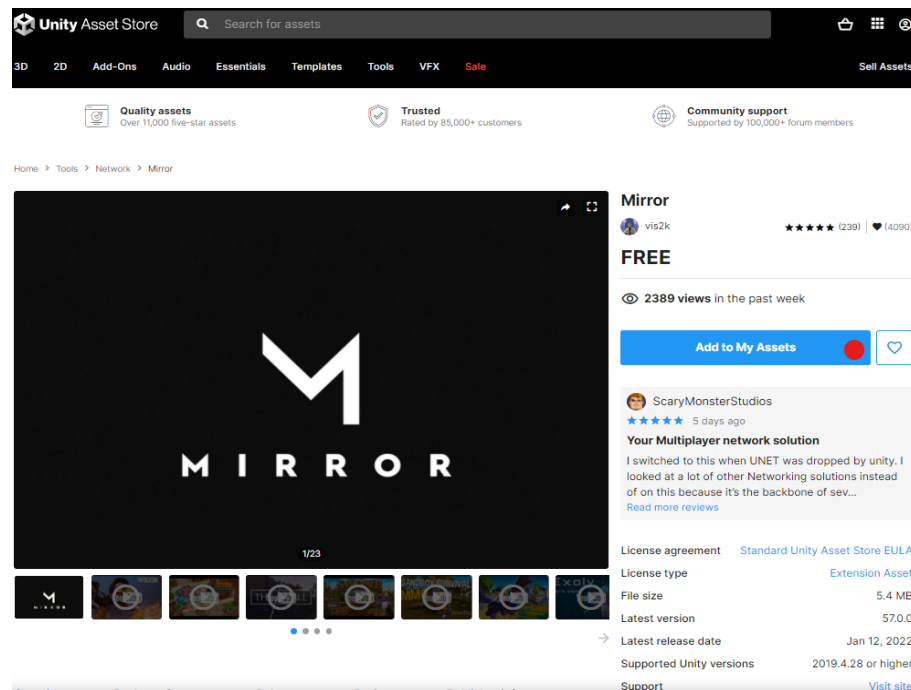 Unity Asset Store
Search for assets
3D 2D Add-Ons Audio Essentials Templates Tools VFX Sale Sell Assets
Quality assets
Over 11,000 five-star assets
Trusted
Rated by 85,000+ customers
Community support
Supported by 100,000+ forum members
Home > Tools > Network > Mirror
MIRROR
1/23
Mirror
vis2k (239) (4090)
FREE
2389 views in the past week
Add to My Assets
ScaryMonsterStudios
5 days ago
Your Multiplayer network solution
I switched to this when UNET was dropped by unity. I
looked at a lot of other Networking solutions instead
of on this because it's the backbone of sev...
Read more reviews
License agreement Standard Unity Asset Store EULA
License type Extension Asset
File size 5.4 MB
Latest version 57.0.0
Latest release date Jan 12, 2022
Supported Unity versions 2019.4.28 or higher
Support Visit site